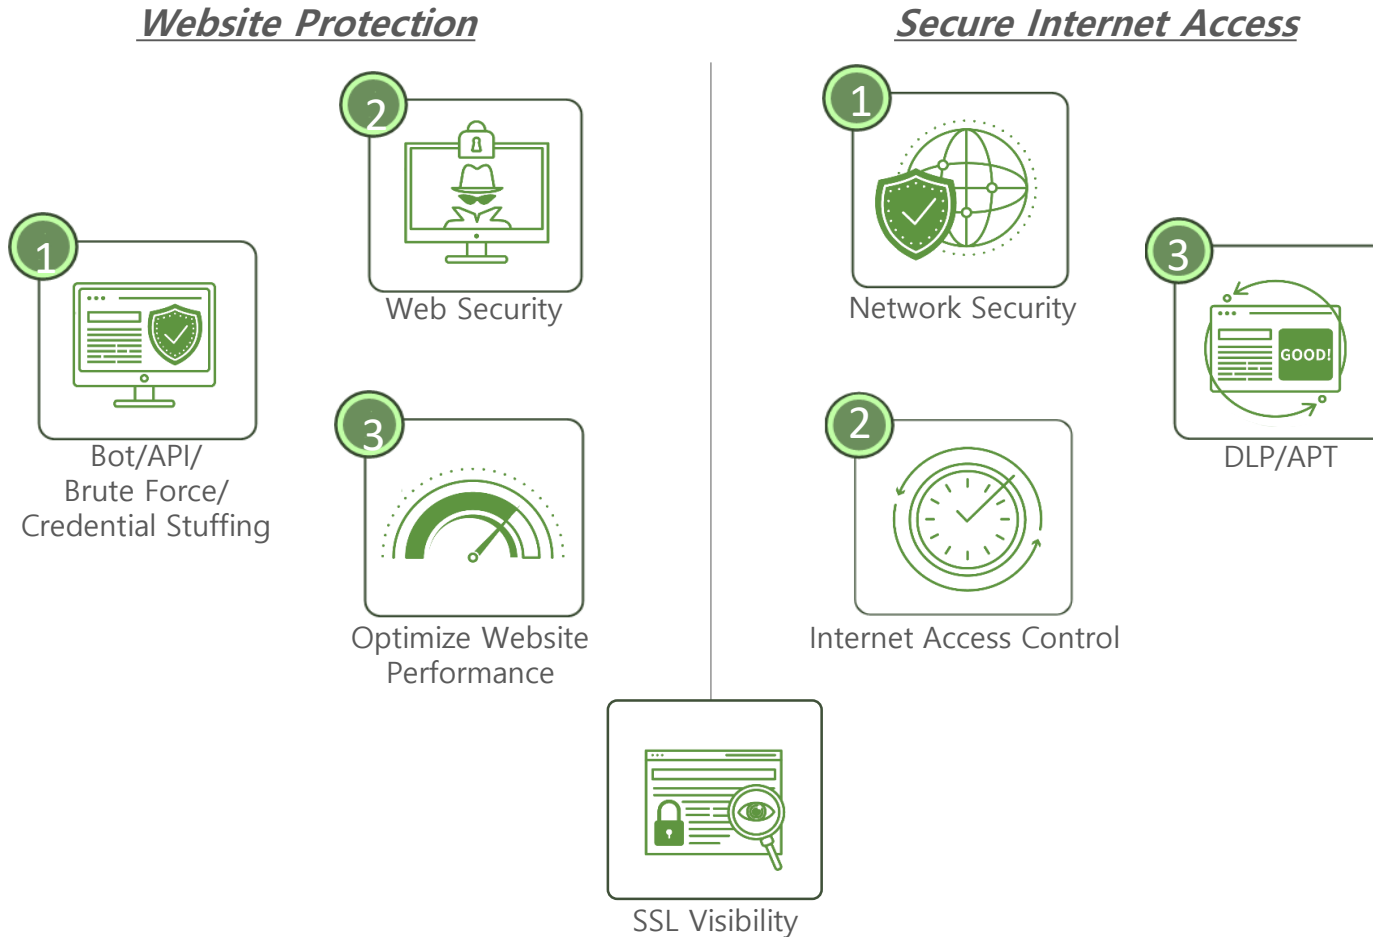 Website Protection
Secure Internet Access
1
Bot/API/
Brute Force/
Credential Stuffing
2
Web Security
3
Optimize Website
Performance
1
Network Security
2
Internet Access Control
3
GOOD!
DLP/APT
SSL Visibility